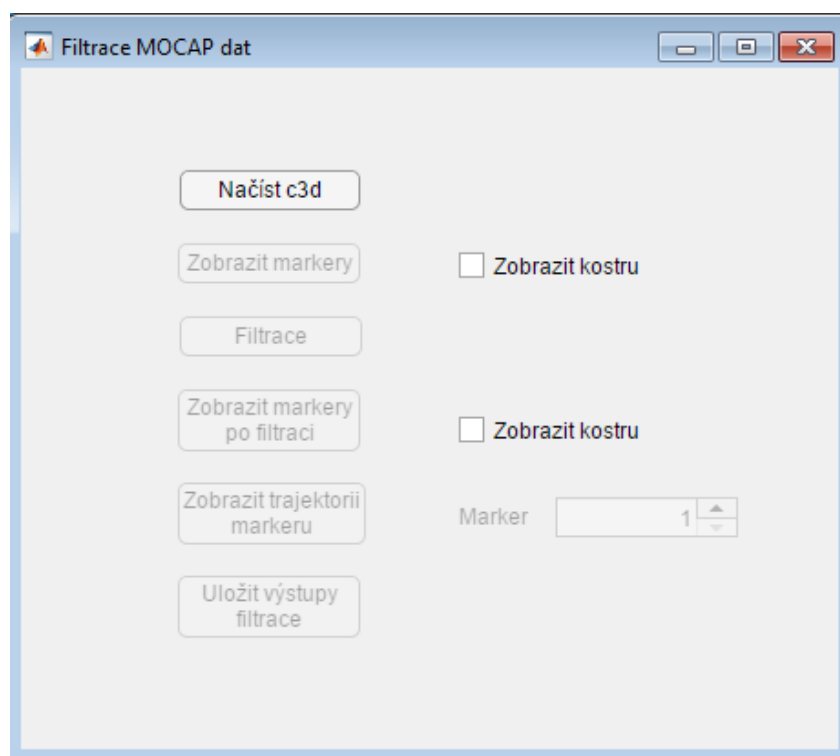 Filtrace MOCAP dat
Načíst c3d
Zobrazit markery
Zobrazit kostru
Filtrace
Zobrazit markery
po filtraci
Zobrazit kostru
Zobrazit trajektorii
markeru
Marker
1
Uložit výstupy
filtrace